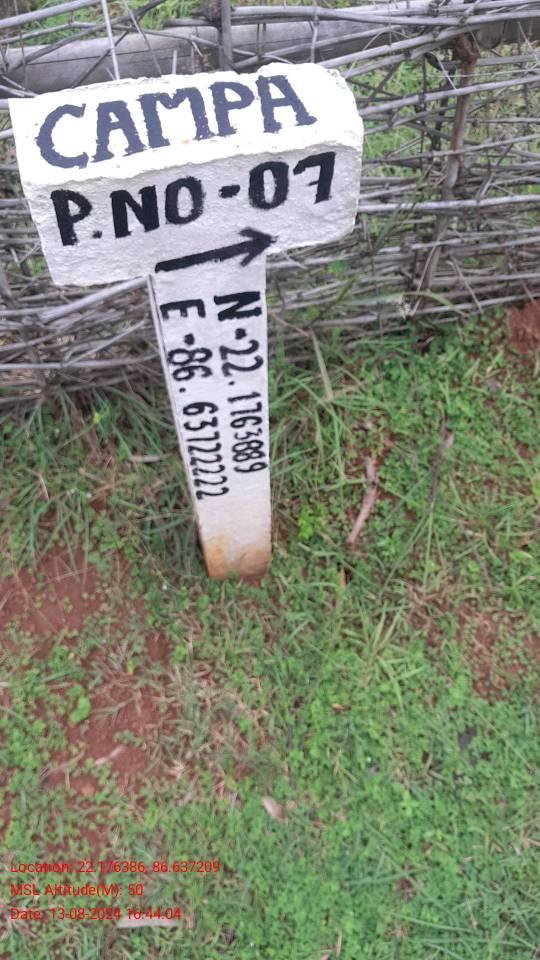 CAMPA
P.NO-07
N-22.1763889
E-86.63722222
Location: 22.176386, 86.637209
MSL Altitude(M): 50
Date: 13-08-2024 16:44:04